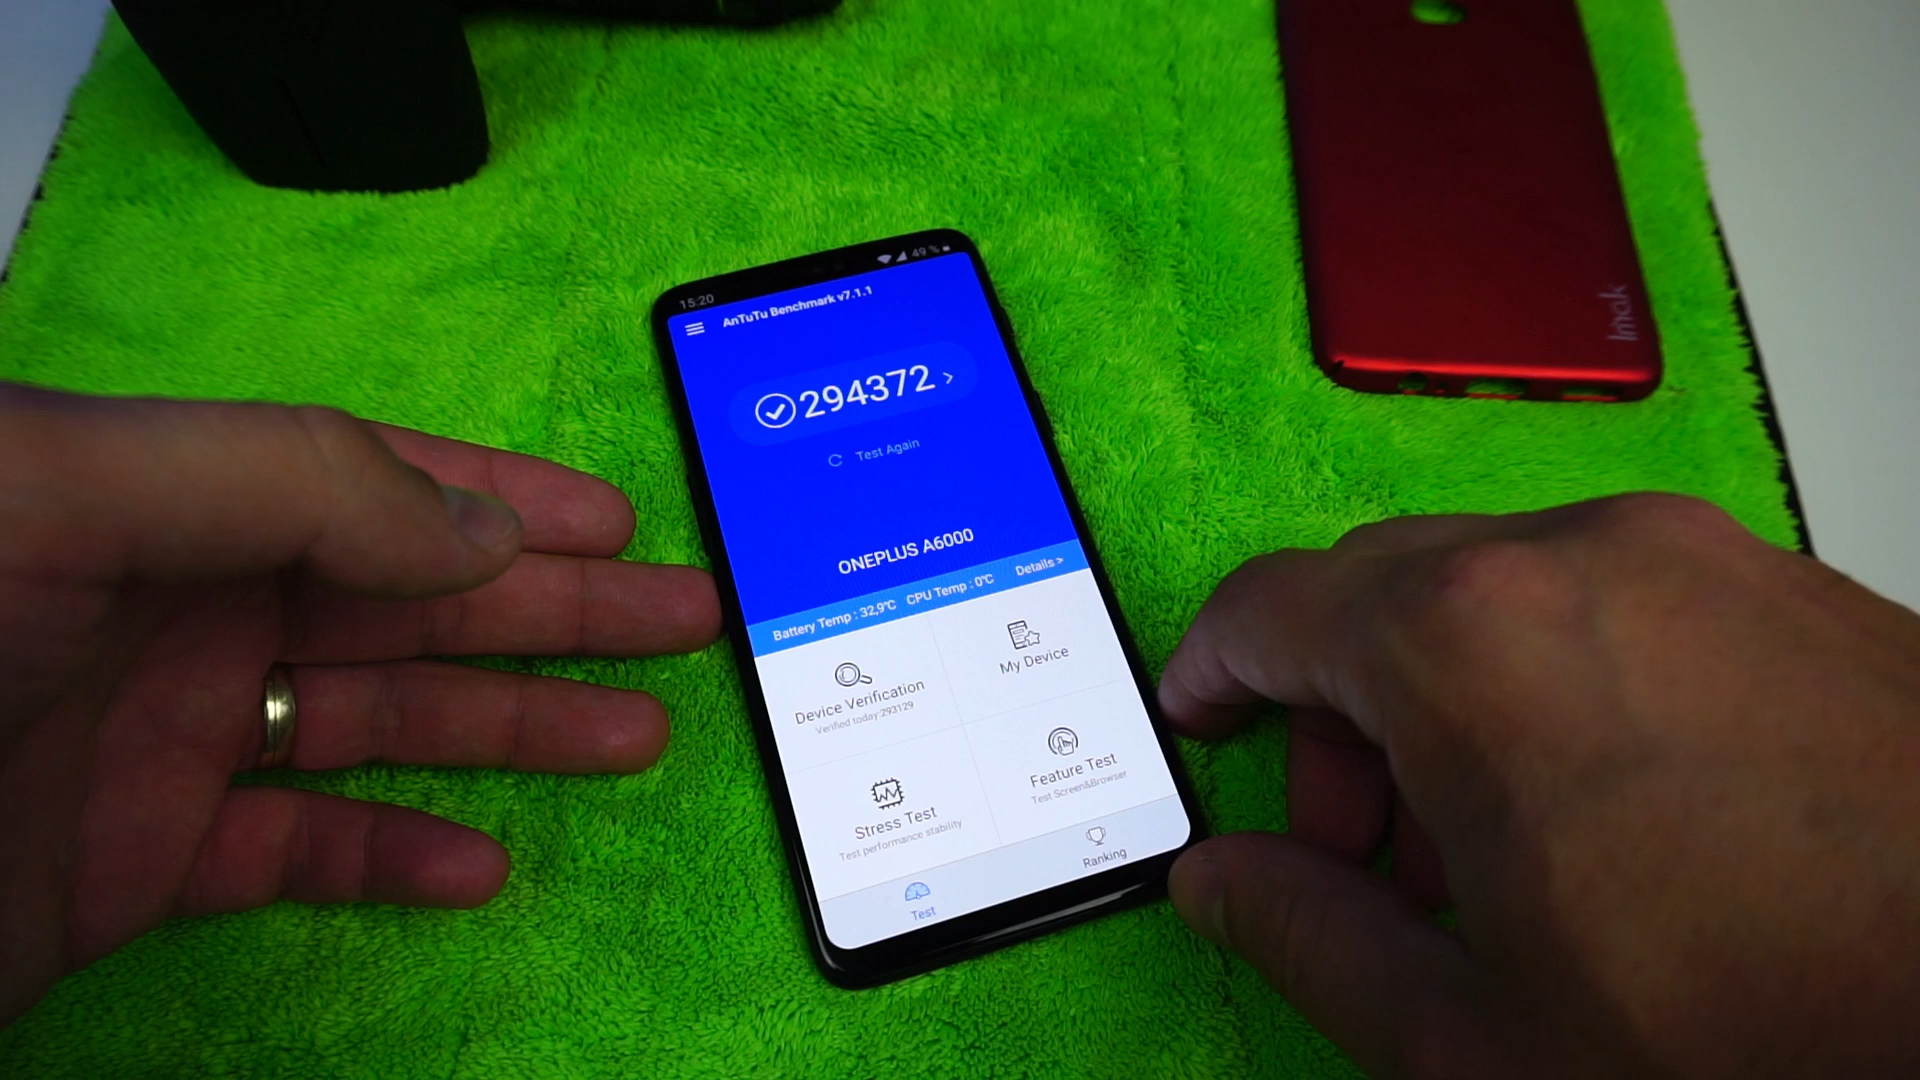 15:20 49 %
AnTuTu Benchmark v7.1.1
294372 >
Test Again
ONEPLUS A6000
Battery Temp : 32,9°C CPU Temp : 0°C Details >
Device Verification
Verified today:293129
My Device
Stress Test
Test performance stability
Feature Test
Test Screen&Browser
Test
Ranking
Imak